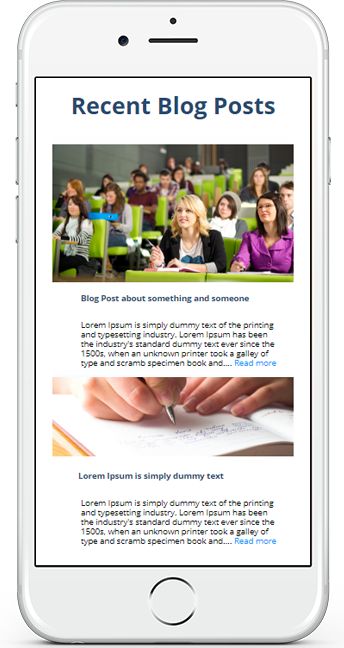 Recent Blog Posts
Blog Post about something and someone
Lorem Ipsum is simply dummy text of the printing
and typesetting industry. Lorem Ipsum has been
the industry's standard dummy text ever since the
1500s, when an unknown printer took a galley of
type and scramb specimen book and.... Read more
Lorem Ipsum is simply dummy text
Lorem Ipsum is simply dummy text of the printing
and typesetting industry. Lorem Ipsum has been
the industry's standard dummy text ever since the
1500s, when an unknown printer took a galley of
type and scramb specimen book and.... Read more